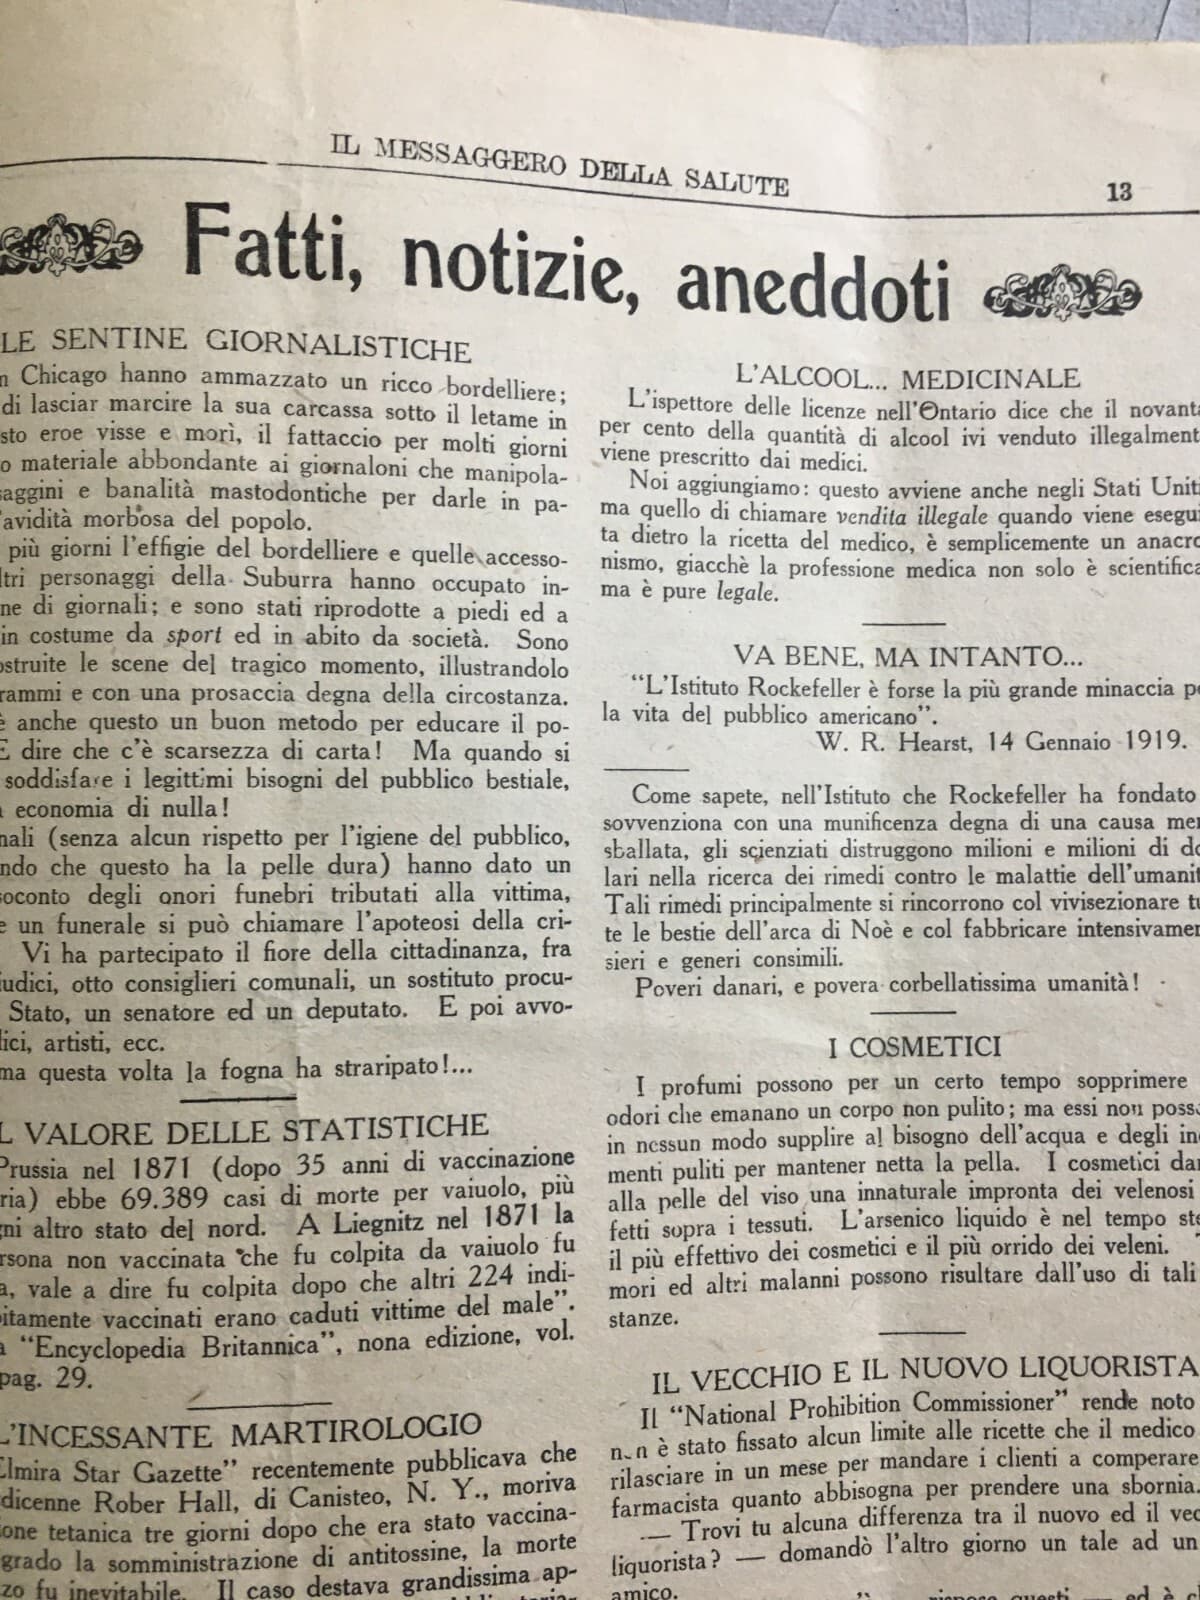 IL MESSAGGERO DELLA SALUTE
13
Fatti, notizie, aneddoti
LE SENTINE GIORNALISTICHE
Chicago hanno ammazzato un ricco bordelliere;
di lasciar marcire la sua carcassa sotto il letame in
sto eroe visse e morì, il fattaccio per molti giorni
o materiale abbondante ai giornaloni che manipola-
aggini e banalità mastodontiche per darle in pa-
'avidità morbosa del popolo.
più giorni l'effigie del bordelliere e quelle accesso-
ltri personaggi della Suburra hanno occupato in-
ne di giornali; e sono stati riprodotte a piedi ed a
in costume da sport ed in abito da società. Sono
ostruite le scene del tragico momento, illustrandolo
rammi e con una prosaccia degna della circostanza.
è anche questo un buon metodo per educare il po-
E dire che c'è scarsezza di carta! Ma quando si
soddisfare i legittimi bisogni del pubblico bestiale,
economia di nulla!
nali (senza alcun rispetto per l'igiene del pubblico,
ndo che questo ha la pelle dura) hanno dato un
oconto degli onori funebri tributati alla vittima,
e un funerale si può chiamare l'apoteosi della cri-
Vi ha partecipato il fiore della cittadinanza, fra
iudici, otto consiglieri comunali, un sostituto procu-
Stato, un senatore ed un deputato. E poi avvo-
ici, artisti, ecc.
ma questa volta la fogna ha straripato!...
L VALORE DELLE STATISTICHE
Prussia nel 1871 (dopo 35 anni di vaccinazione
ria) ebbe 69.389 casi di morte per vaiuolo, più
gni altro stato del nord. A Liegnitz nel 1871 la
rsona non vaccinata che fu colpita da vaiuolo fu
a, vale a dire fu colpita dopo che altri 224 indi-
itamente vaccinati erano caduti vittime del male".
a "Encyclopedia Britannica", nona edizione, vol.
pag. 29.
L'INCESSANTE MARTIROLOGIO
Elmira Star Gazette" recentemente pubblicava che
dicenne Rober Hall, di Canisteo, N. Y., moriva
one tetanica tre giorni dopo che era stato vaccina-
grado la somministrazione di antitossine, la morte
zo fu inevitabile. Il caso destava grandissima ap-
L'ALCOOL... MEDICINALE
L'ispettore delle licenze nell'Ontario dice che il novanta
per cento della quantità di alcool ivi venduto illegalment
viene prescritto dai medici.
Noi aggiungiamo: questo avviene anche negli Stati Uniti
ma quello di chiamare vendita illegale quando viene esegui
ta dietro la ricetta del medico, è semplicemente un anacro
nismo, giacchè la professione medica non solo è scientifica
ma è pure legale.
VA BENE, MA INTANTO...
"L'Istituto Rockefeller è forse la più grande minaccia pe
la vita del pubblico americano".
W. R. Hearst, 14 Gennaio 1919.
Come sapete, nell'Istituto che Rockefeller ha fondato
sovvenziona con una munificenza degna di una causa men
sballata, gli scienziati distruggono milioni e milioni di do
lari nella ricerca dei rimedi contro le malattie dell'umanit
Tali rimedi principalmente si rincorrono col vivisezionare tu
te le bestie dell'arca di Noè e col fabbricare intensivamen
sieri e generi consimili.
Poveri danari, e povera corbellatissima umanità!
I COSMETICI
I profumi possono per un certo tempo sopprimere
odori che emanano un corpo non pulito; ma essi non posso
in nessun modo supplire al bisogno dell'acqua e degli in
menti puliti per mantener netta la pella. I cosmetici dan
alla pelle del viso una innaturale impronta dei velenosi
fetti sopra i tessuti. L'arsenico liquido è nel tempo ste
il più effettivo dei cosmetici e il più orrido dei veleni.
mori ed altri malanni possono risultare dall'uso di tali
stanze.
IL VECCHIO E IL NUOVO LIQUORISTA
Il "National Prohibition Commissioner" rende noto
non è stato fissato alcun limite alle ricette che il medico
rilasciare in un mese per mandare i clienti a comperare
farmacista quanto abbisogna per prendere una sbornia.
— Trovi tu alcuna differenza tra il nuovo ed il vec
liquorista? — domandò l'altro giorno un tale ad un
amico.